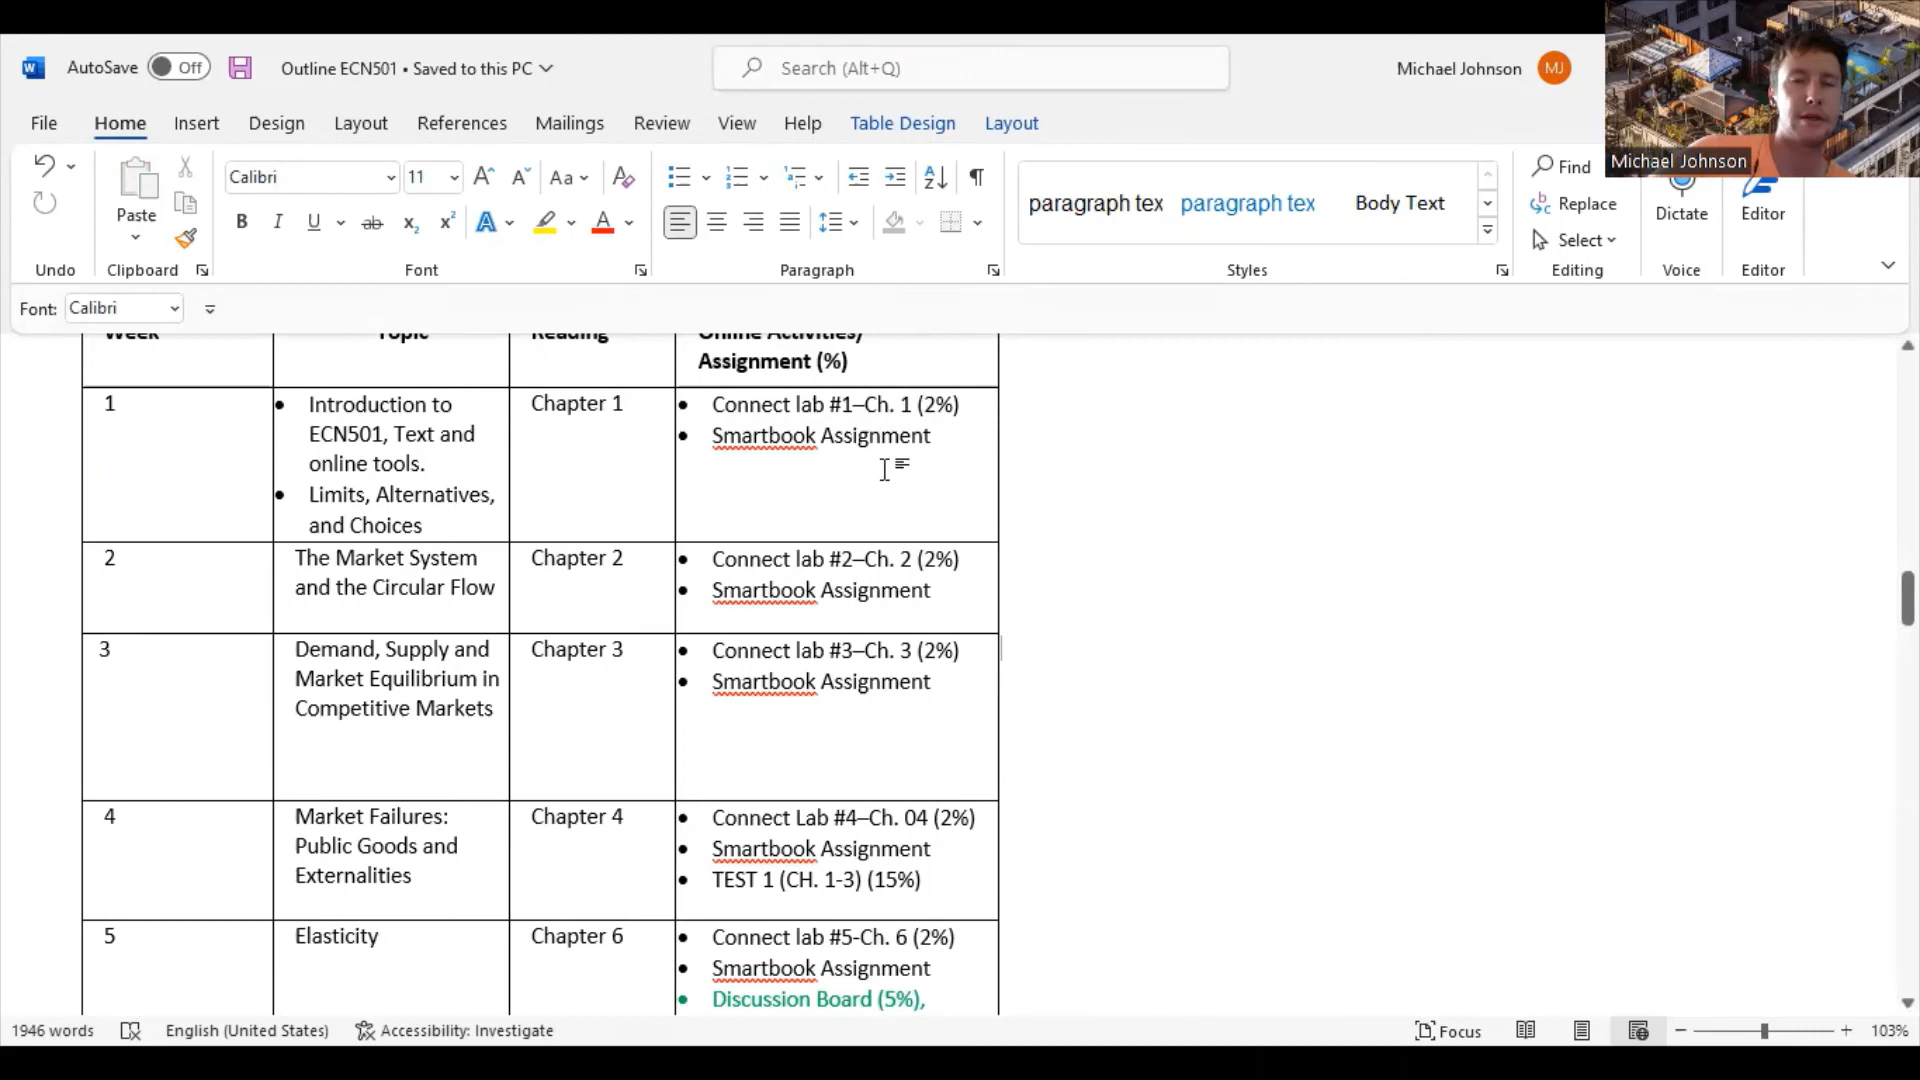 AutoSave Off Outline ECN501 • Saved to this PC Search (Alt+Q) Michael Johnson MJ
File Home Insert Design Layout References Mailings Review View Help Table Design Layout
Michael Johnson
Calibri 11 Aa
Find
Paste
paragraph tex paragraph tex Body Text
Replace
Dictate Editor
Select
Undo Clipboard Font Paragraph Styles Editing Voice Editor
Font: Calibri
Week Topic Reading Online Activities/
Assignment (%)
1
Introduction to
ECN501, Text and
online tools.
Limits, Alternatives,
and Choices
Chapter 1
Connect lab #1–Ch. 1 (2%)
Smartbook Assignment
2
The Market System
and the Circular Flow
Chapter 2
Connect lab #2–Ch. 2 (2%)
Smartbook Assignment
3
Demand, Supply and
Market Equilibrium in
Competitive Markets
Chapter 3
Connect lab #3–Ch. 3 (2%)
Smartbook Assignment
4
Market Failures:
Public Goods and
Externalities
Chapter 4
Connect Lab #4–Ch. 04 (2%)
Smartbook Assignment
TEST 1 (CH. 1-3) (15%)
5
Elasticity
Chapter 6
Connect lab #5-Ch. 6 (2%)
Smartbook Assignment
Discussion Board (5%),
1946 words English (United States) Accessibility: Investigate Focus 103%